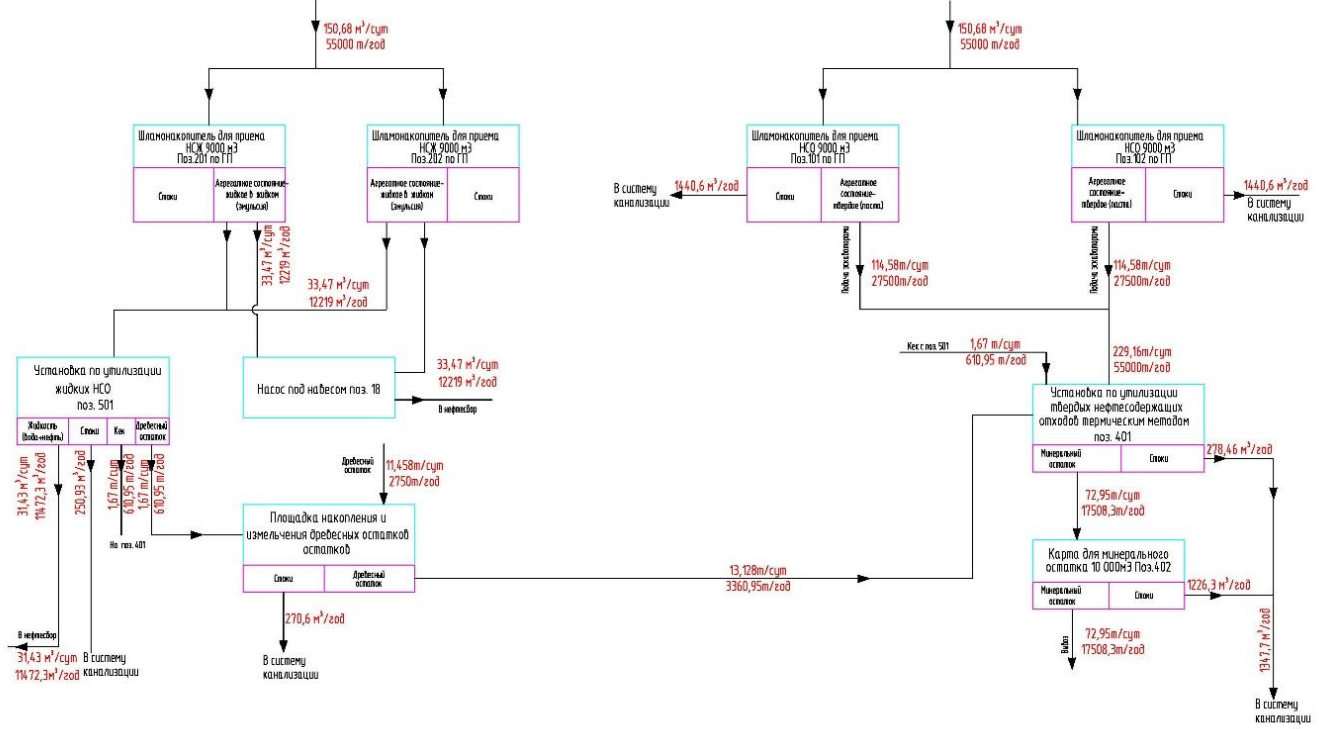 150,68 м³/сут
55000 т/год
Шламонакопитель для приема
НСЖ 9000 м3
Поз.201 по ГП
Стоки
Агрегатное состояние-
жидкое в жидком
(эмульсия)
Шламонакопитель для приема
НСЖ 9000 м3
Поз.202 по ГП
Агрегатное состояние-
жидкое в жидком
(эмульсия)
Стоки
33,47 м³/сут
12219 м³/год
33,47 м³/сут
12219 м³/год
Установка по утилизации
жидких НСО
поз. 501
Жидкость
(вода+нефть)
Стоки
Кек
Древесный
остаток
Насос под навесом поз. 18
33,47 м³/сут
12219 м³/год
В нефтесбор
31,43 м³/сут
11472,3 м³/год
250,93 м³/год
1,67 т/сут
610,95 т/год
1,67 т/сут
610,95 т/год
На поз. 401
Древесный
остаток
11,458т/сут
2750т/год
Площадка накопления и
измельчения древесных остатков
остатков
Стоки
Древесный
остаток
270,6 м³/год
В систему
канализации
В нефтесбор
31,43 м³/сут
11472,3м³/год
В систему
канализации
13,128т/сут
3360,95т/год
150,68 м³/сут
55000 т/год
Шламонакопитель для приема
НСО 9000 м3
Поз.101 по ГП
Стоки
Агрегатное
состояние-
твердое (паста)
В систему
канализации
1440,6 м³/год
Шламонакопитель для приема
НСО 9000 м3
Поз.102 по ГП
Агрегатное
состояние-
твердое (паста)
Стоки
1440,6 м³/год
В систему
канализации
Подача экскаваторами
114,58т/сут
27500т/год
Подача экскаваторами
114,58т/сут
27500т/год
Кек с поз. 501
1,67 т/сут
610,95 т/год
229,16т/сут
55000т/год
Установка по утилизации
твердых нефтесодержащих
отходов термическим методам
поз. 401
Минеральный
остаток
Стоки
278,46 м³/год
72,95т/сут
17508,3т/год
Карта для минерального
остатка 10 000м3 Поз.402
Минеральный
остаток
Стоки
1226,3 м³/год
Вывоз
72,95т/сут
17508,3т/год
1347,7 м³/год
В систему
канализации